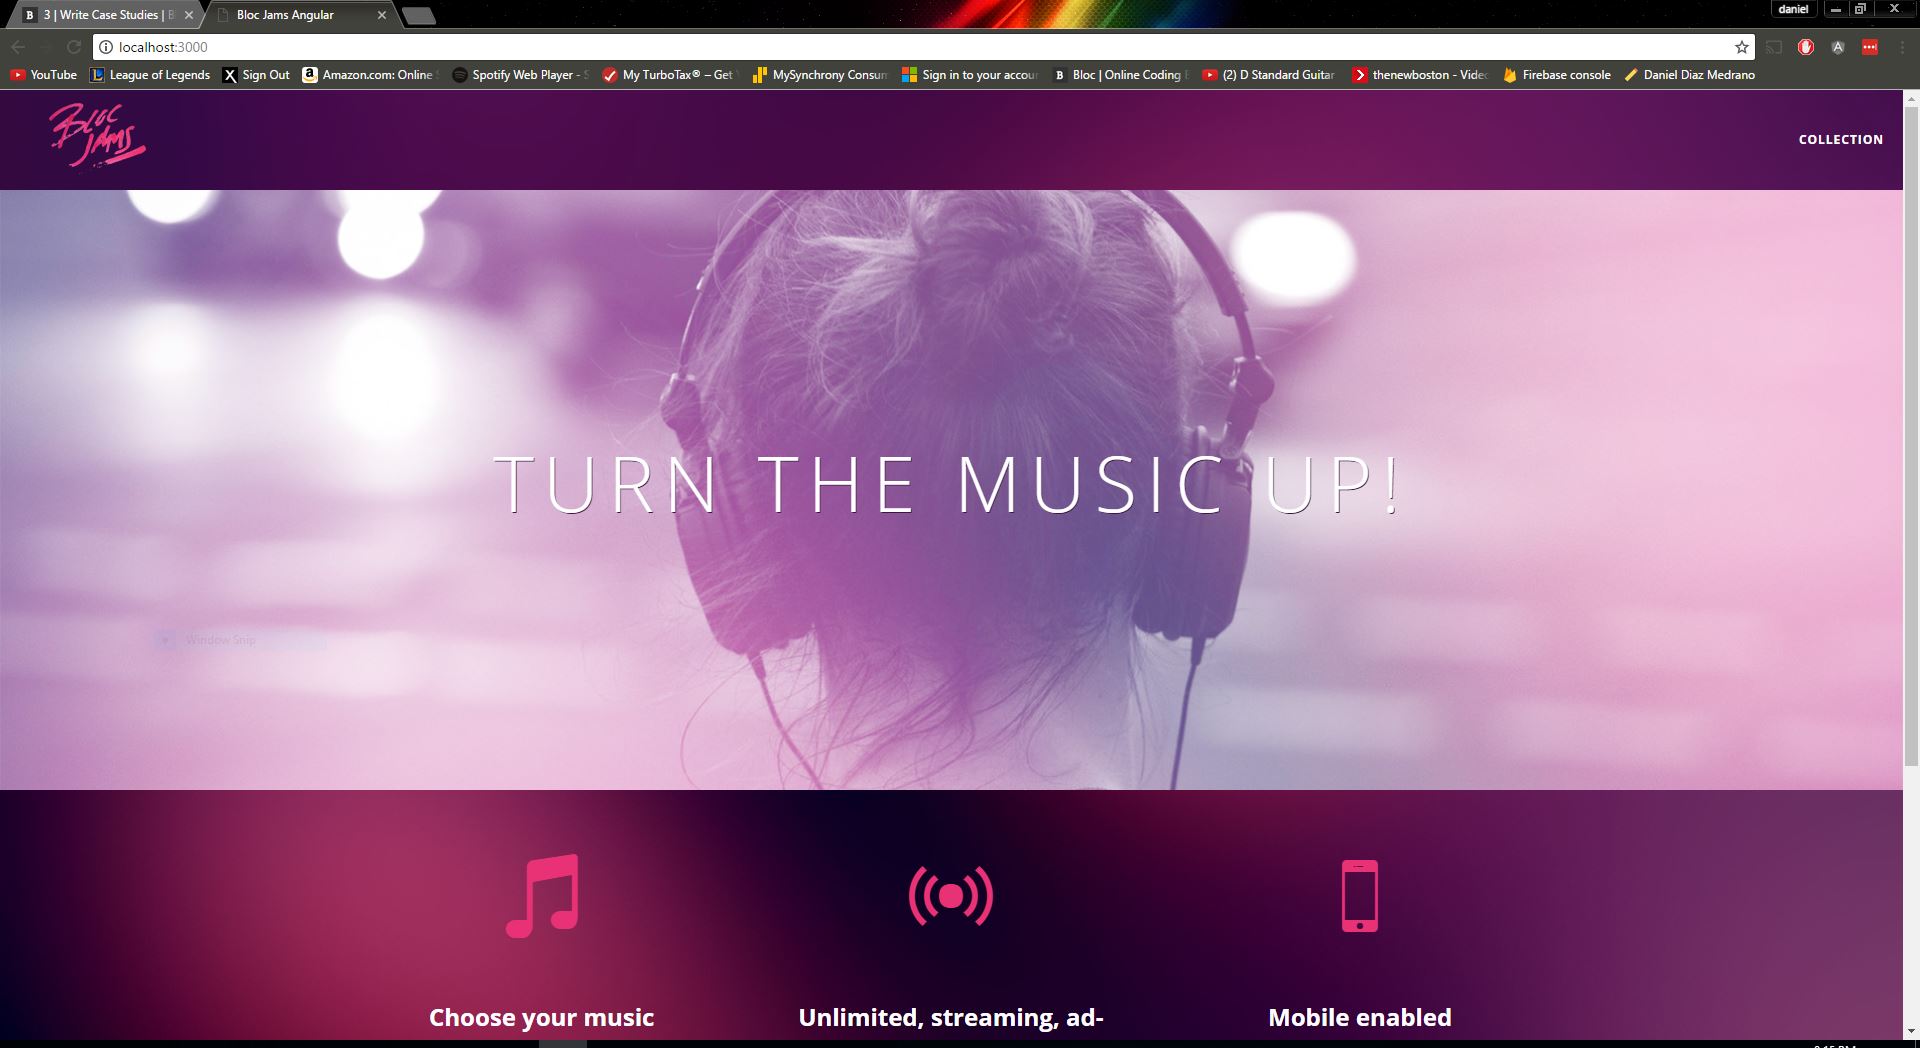 3 | Write Case Studies | B
Bloc Jams Angular
daniel
localhost:3000
YouTube
League of Legends
X Sign Out
Amazon.com: Online S
Spotify Web Player - S
My TurboTax® – Get
MySynchrony Consum
Sign in to your accou
B Bloc | Online Coding
(2) D Standard Guitar
thenewboston - Video
Firebase console
Daniel Diaz Medrano
BLOC
JAMS
COLLECTION
TURN THE MUSIC UP!
Window Snip
Choose your music
Unlimited, streaming, ad-
Mobile enabled